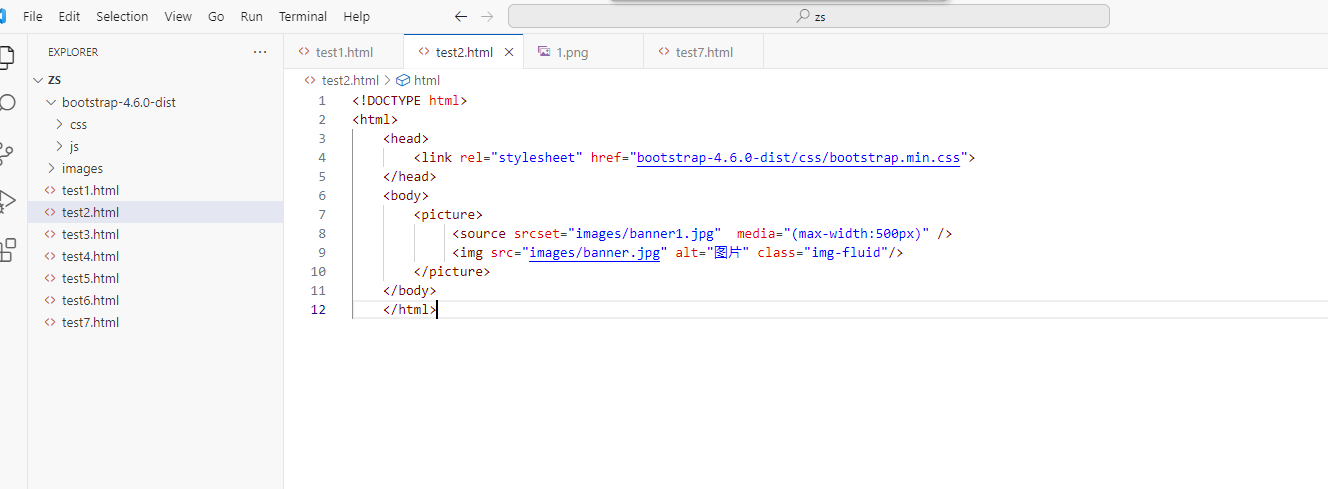 File Edit Selection View Go Run Terminal Help
zs
EXPLORER
ZS
bootstrap-4.6.0-dist
css
js
images
test1.html
test2.html
test3.html
test4.html
test5.html
test6.html
test7.html
test1.html test2.html 1.png test7.html
test2.html html
1 <!DOCTYPE html>
2 <html>
3 <head>
4 <link rel="stylesheet" href="bootstrap-4.6.0-dist/css/bootstrap.min.css">
5 </head>
6 <body>
7 <picture>
8 <source srcset="images/banner1.jpg"  media="(max-width:500px)" />
9 <img src="images/banner.jpg" alt="图片" class="img-fluid"/>
10 </picture>
11 </body>
12 </html>